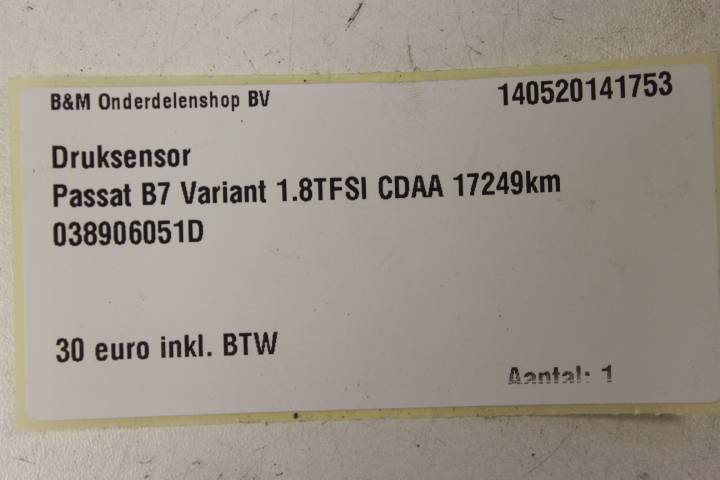 B&M Onderdelenshop BV 140520141753
Druksensor
Passat B7 Variant 1.8TFSI CDAA 17249km
038906051D
30 euro inkl. BTW
Aantal: 1